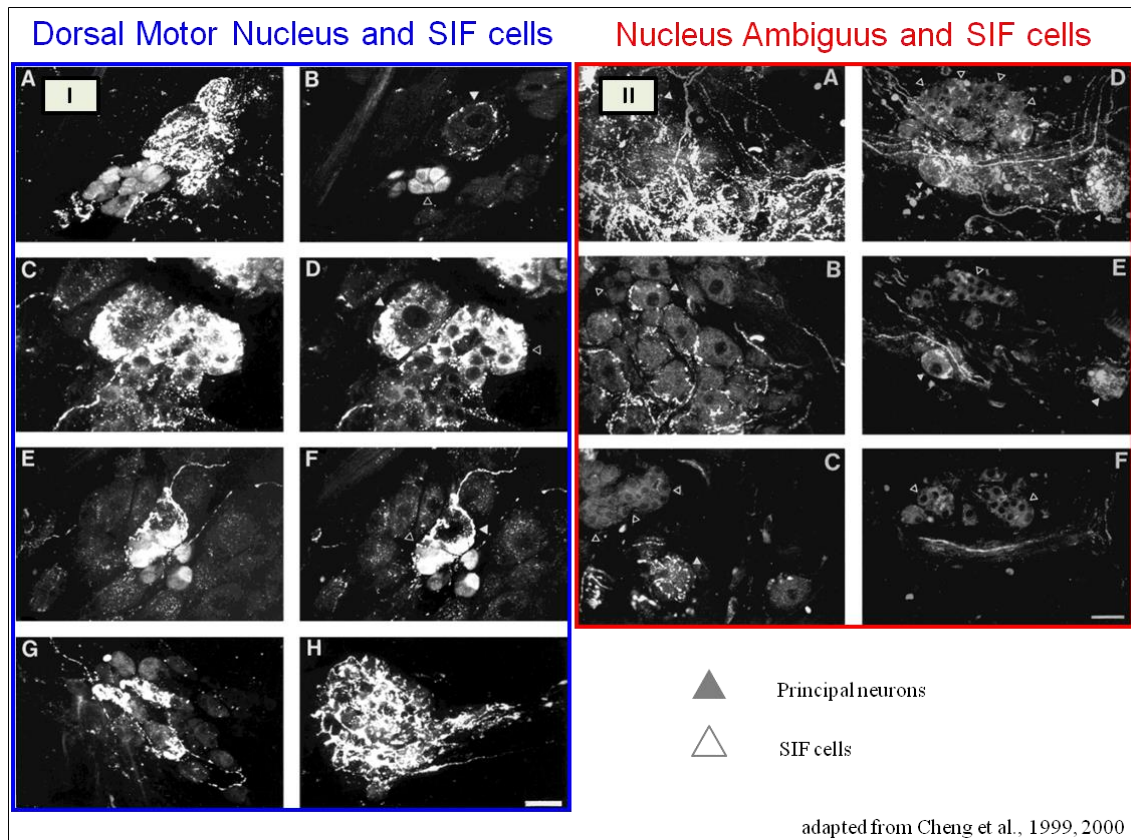 Dorsal Motor Nucleus and SIF cells
Nucleus Ambiguus and SIF cells
A
I
B
C
D
E
F
G
H
II
A
D
B
E
C
F
Principal neurons
SIF cells
adapted from Cheng et al., 1999, 2000